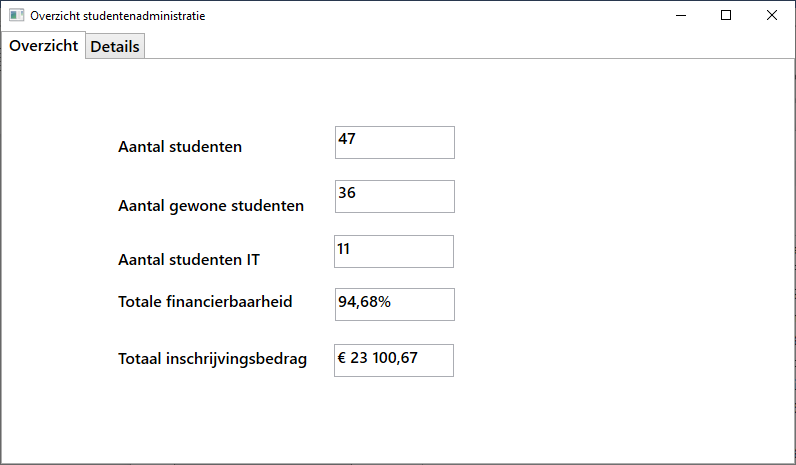 Overzicht studentenadministratie
Overzicht Details
Aantal studenten 47
Aantal gewone studenten 36
Aantal studenten IT 11
Totale financierbaarheid 94,68%
Totaal inschrijvingsbedrag € 23 100,67